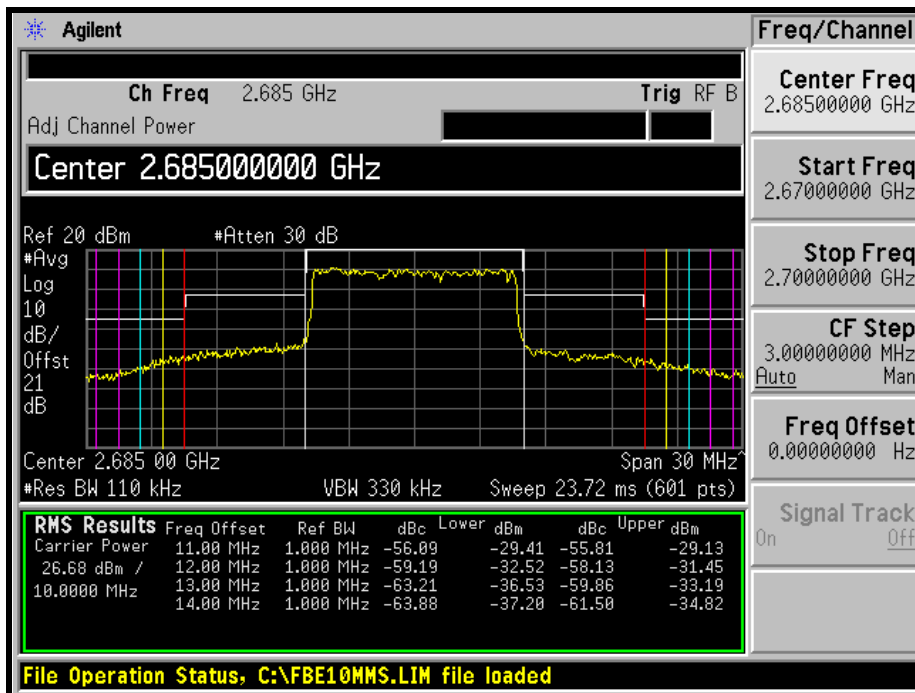 Agilent
Freq/Channel
Ch Freq 2.685 GHz Trig RF B
Adj Channel Power
Center 2.685000000 GHz
Ref 20 dBm #Atten 30 dB
#Avg
Log
10
dB/
Offst
21
dB
Center 2.685 00 GHz Span 30 MHz^
#Res BW 110 kHz VBW 330 kHz Sweep 23.72 ms (601 pts)
RMS Results Freq Offset Ref BW dBc Lower dBm dBc Upper dBm
Carrier Power 11.00 MHz 1.000 MHz -56.09 -29.41 -55.81 -29.13
26.68 dBm / 12.00 MHz 1.000 MHz -59.19 -32.52 -58.13 -31.45
10.0000 MHz 13.00 MHz 1.000 MHz -63.21 -36.53 -59.86 -33.19
14.00 MHz 1.000 MHz -63.88 -37.20 -61.50 -34.82
File Operation Status, C:\FBE10MMS.LIM file loaded
Center Freq
2.68500000 GHz
Start Freq
2.67000000 GHz
Stop Freq
2.70000000 GHz
CF Step
3.00000000 MHz
Auto Man
Freq Offset
0.00000000 Hz
Signal Track
On Off